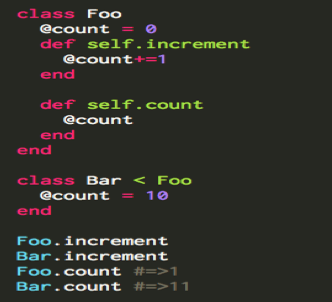 class Foo
  @count = 0
  def self.increment
    @count+=1
  end

  def self.count
    @count
  end
end

class Bar < Foo
  @count = 10
end

Foo.increment
Bar.increment
Foo.count #=>1
Bar.count #=>11